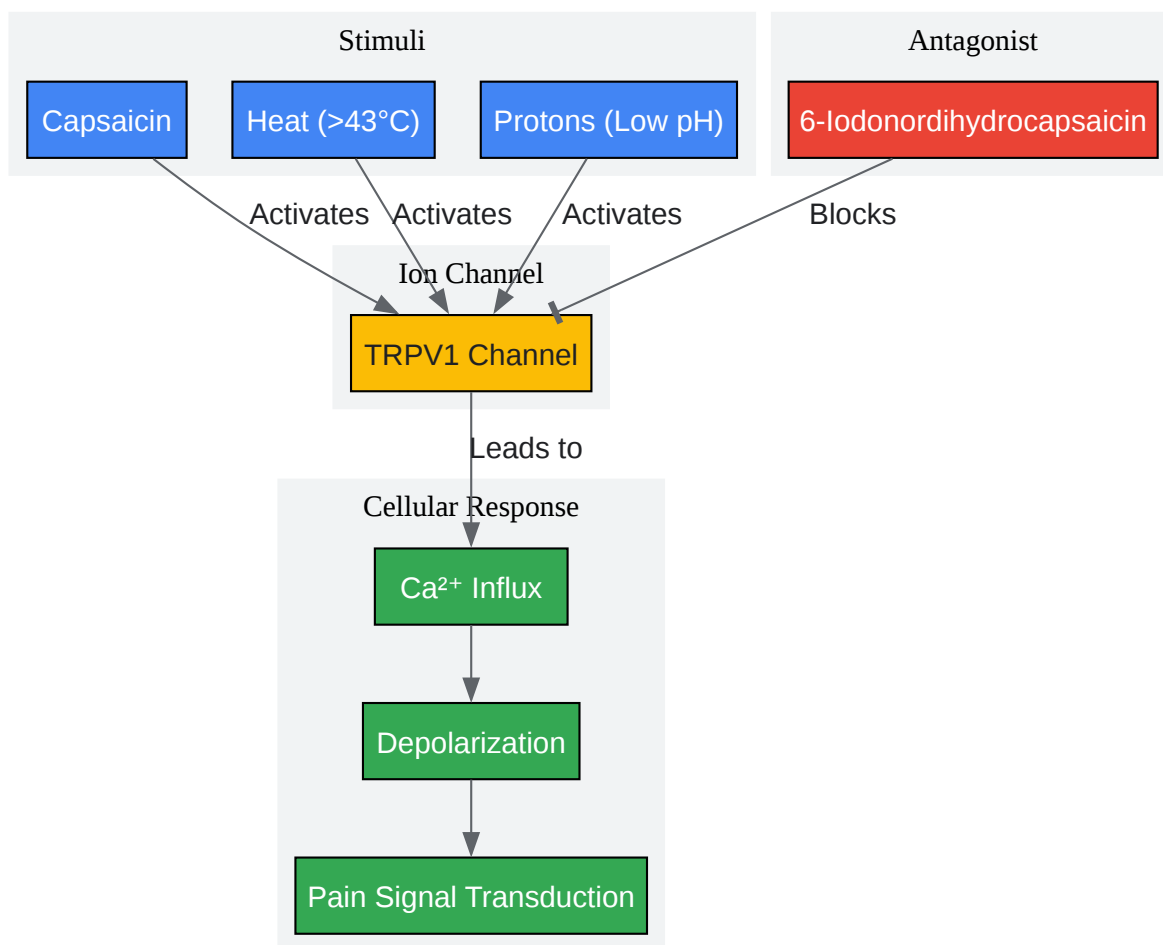 Stimuli
Antagonist
Capsaicin
Heat (>43°C)
Protons (Low pH)
6-Iodonordihydrocapsaicin
Activates
Activates
Activates
Blocks
Ion Channel
TRPV1 Channel
Leads to
Cellular Response
Ca²⁺ Influx
Depolarization
Pain Signal Transduction